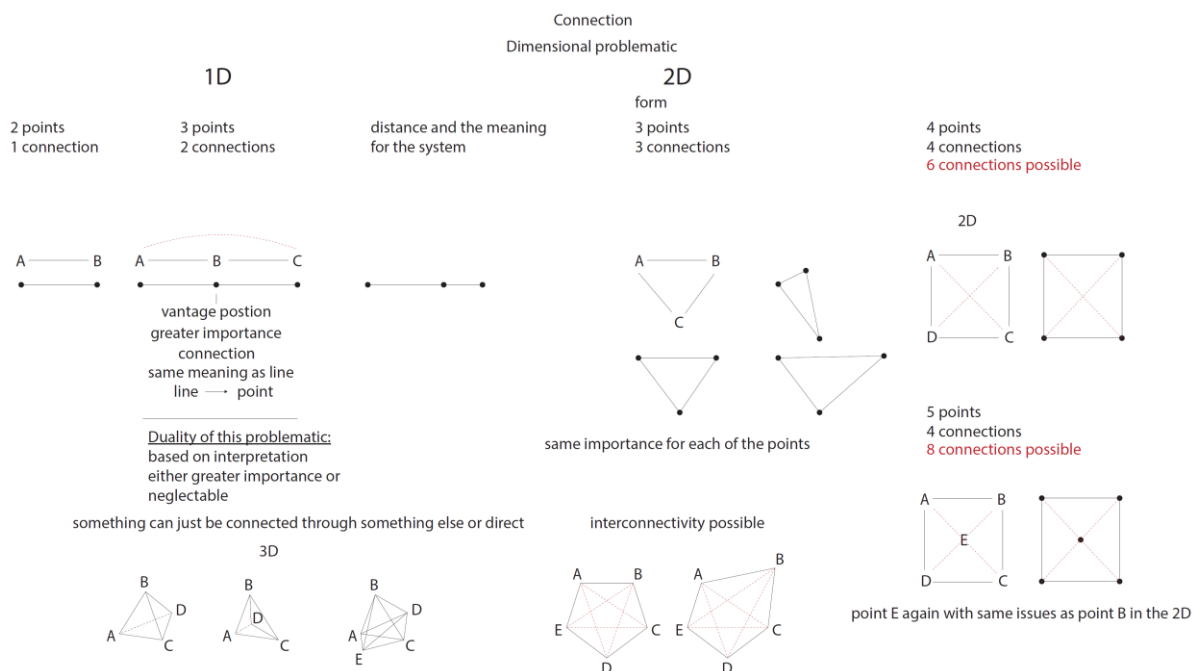 Connection
Dimensional problematic
1D
2D
form
2 points
1 connection
3 points
2 connections
distance and the meaning
for the system
3 points
3 connections
4 points
4 connections
6 connections possible
2D
A B
A B C
vantage postion
greater importance
connection
same meaning as line
line → point
Duality of this problematic:
based on interpretation
either greater importance or
neglectable
A B
C
same importance for each of the points
A B
D C
5 points
4 connections
8 connections possible
A B
E
D C
point E again with same issues as point B in the 2D
something can just be connected through something else or direct
3D
B
D
A
C
B
D
A
C
B
D
A
C
E
interconnectivity possible
A B
E C
D
B
A
E C
D